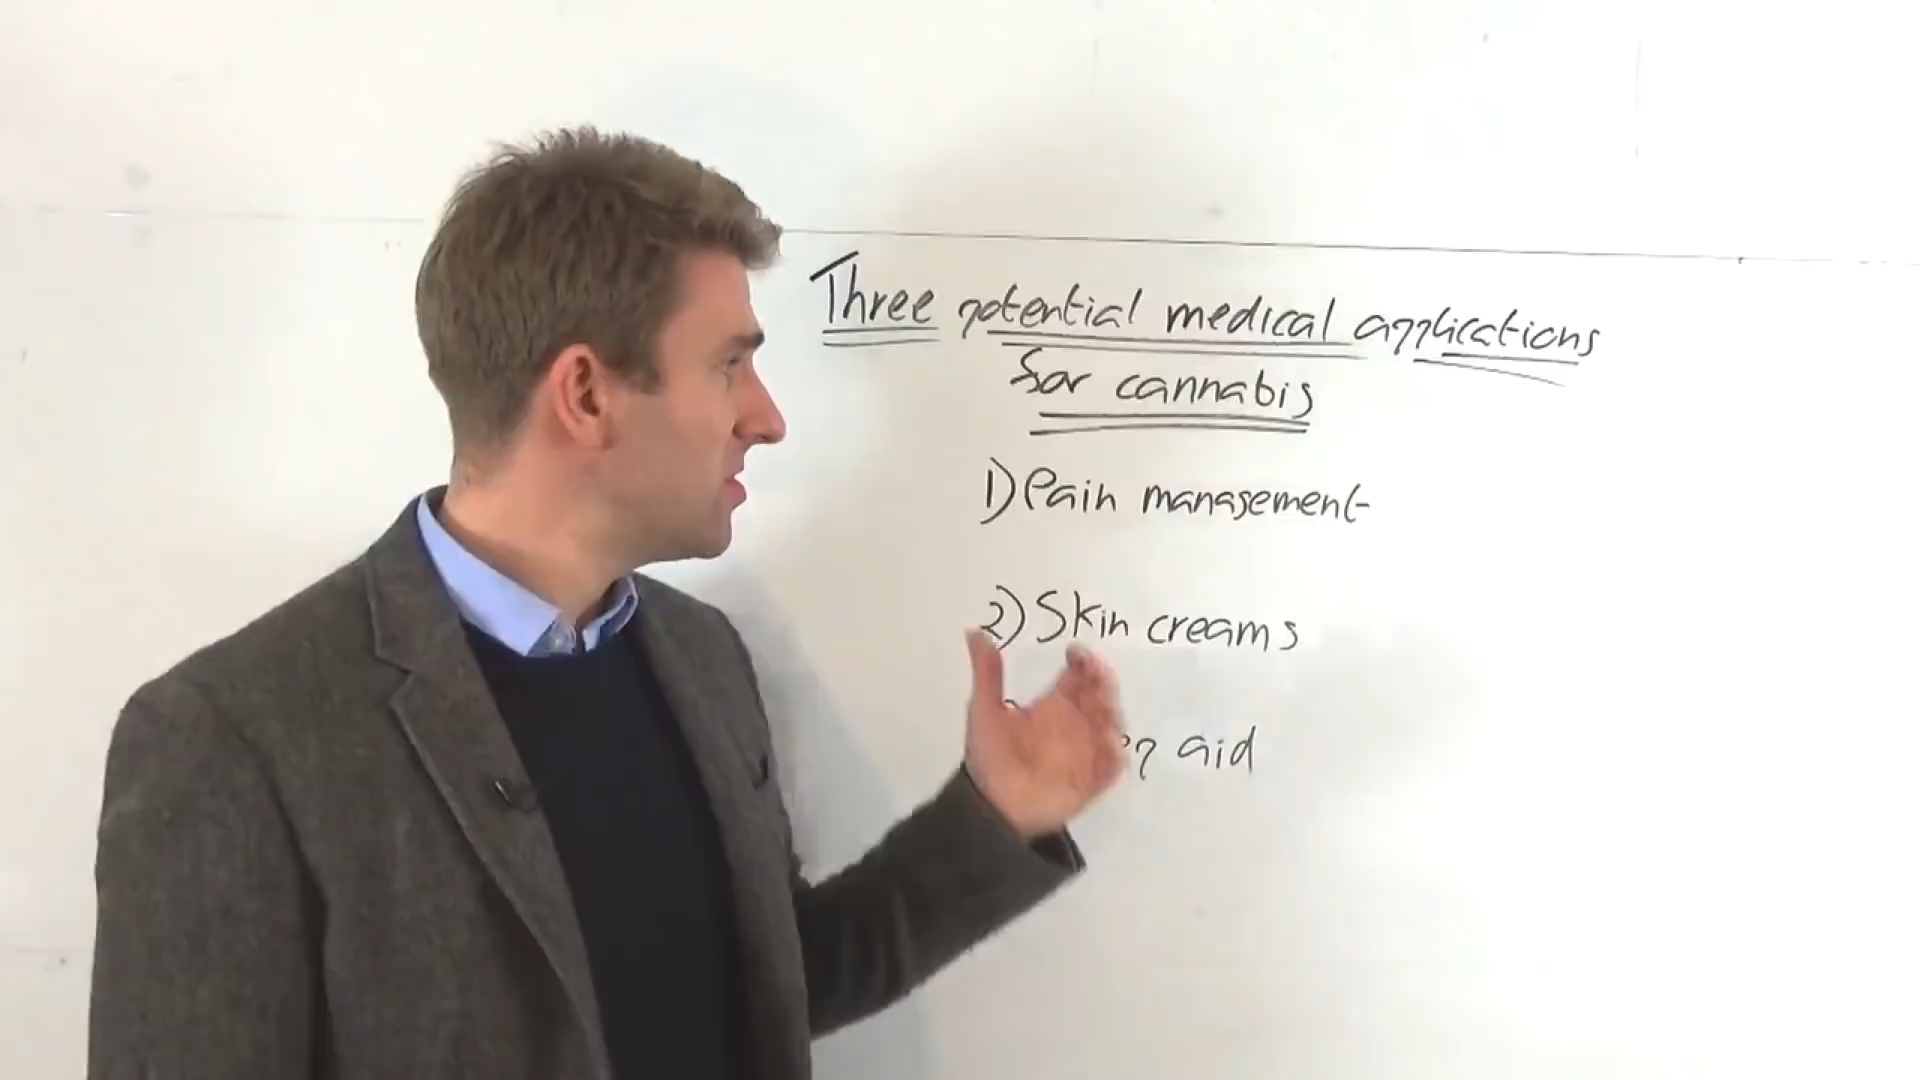 Three potential medical applications
for cannabis
1) Pain management
2) Skin creams
aid